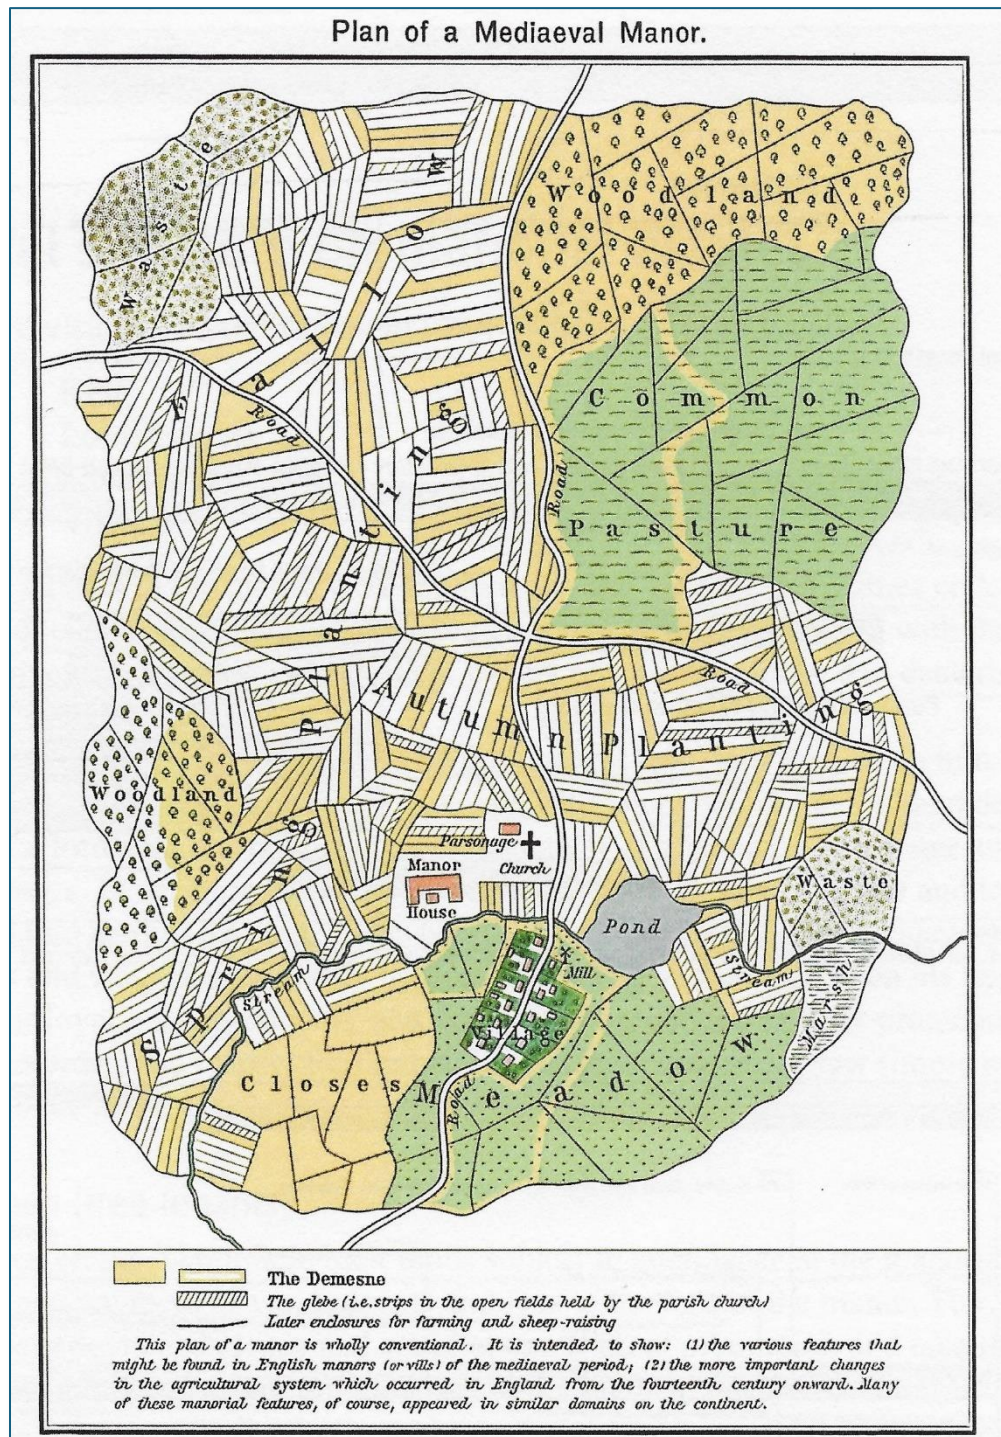 Plan of a Mediaeval Manor.
Waste
Fallow
Woodland
Common
Pasture
Road
Road
Spring Planting
Autumn Planting
Road
Woodland
Parsonage
Church
Manor
House
Waste
Pond
Stream
Stream
Mill
Marsh
Village
Closes
Meadow
Road
The Demesne
The glebe (i.e. strips in the open fields held by the parish church)
Later enclosures for farming and sheep-raising
This plan of a manor is wholly conventional. It is intended to show: (1) the various features that
might be found in English manors (or vills) of the mediaeval period; (2) the more important changes
in the agricultural system which occurred in England from the fourteenth century onward. Many
of these manorial features, of course, appeared in similar domains on the continent.